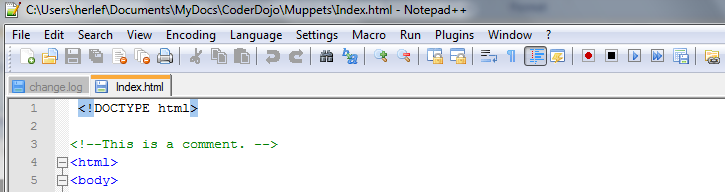 C:\Users\herlef\Documents\MyDocs\CoderDojo\Muppets\Index.html - Notepad++
File Edit Search View Encoding Language Settings Macro Run Plugins Window ?
change.log Index.html
1 <!DOCTYPE html>
2
3 <!--This is a comment. -->
4 <html>
5 <body>